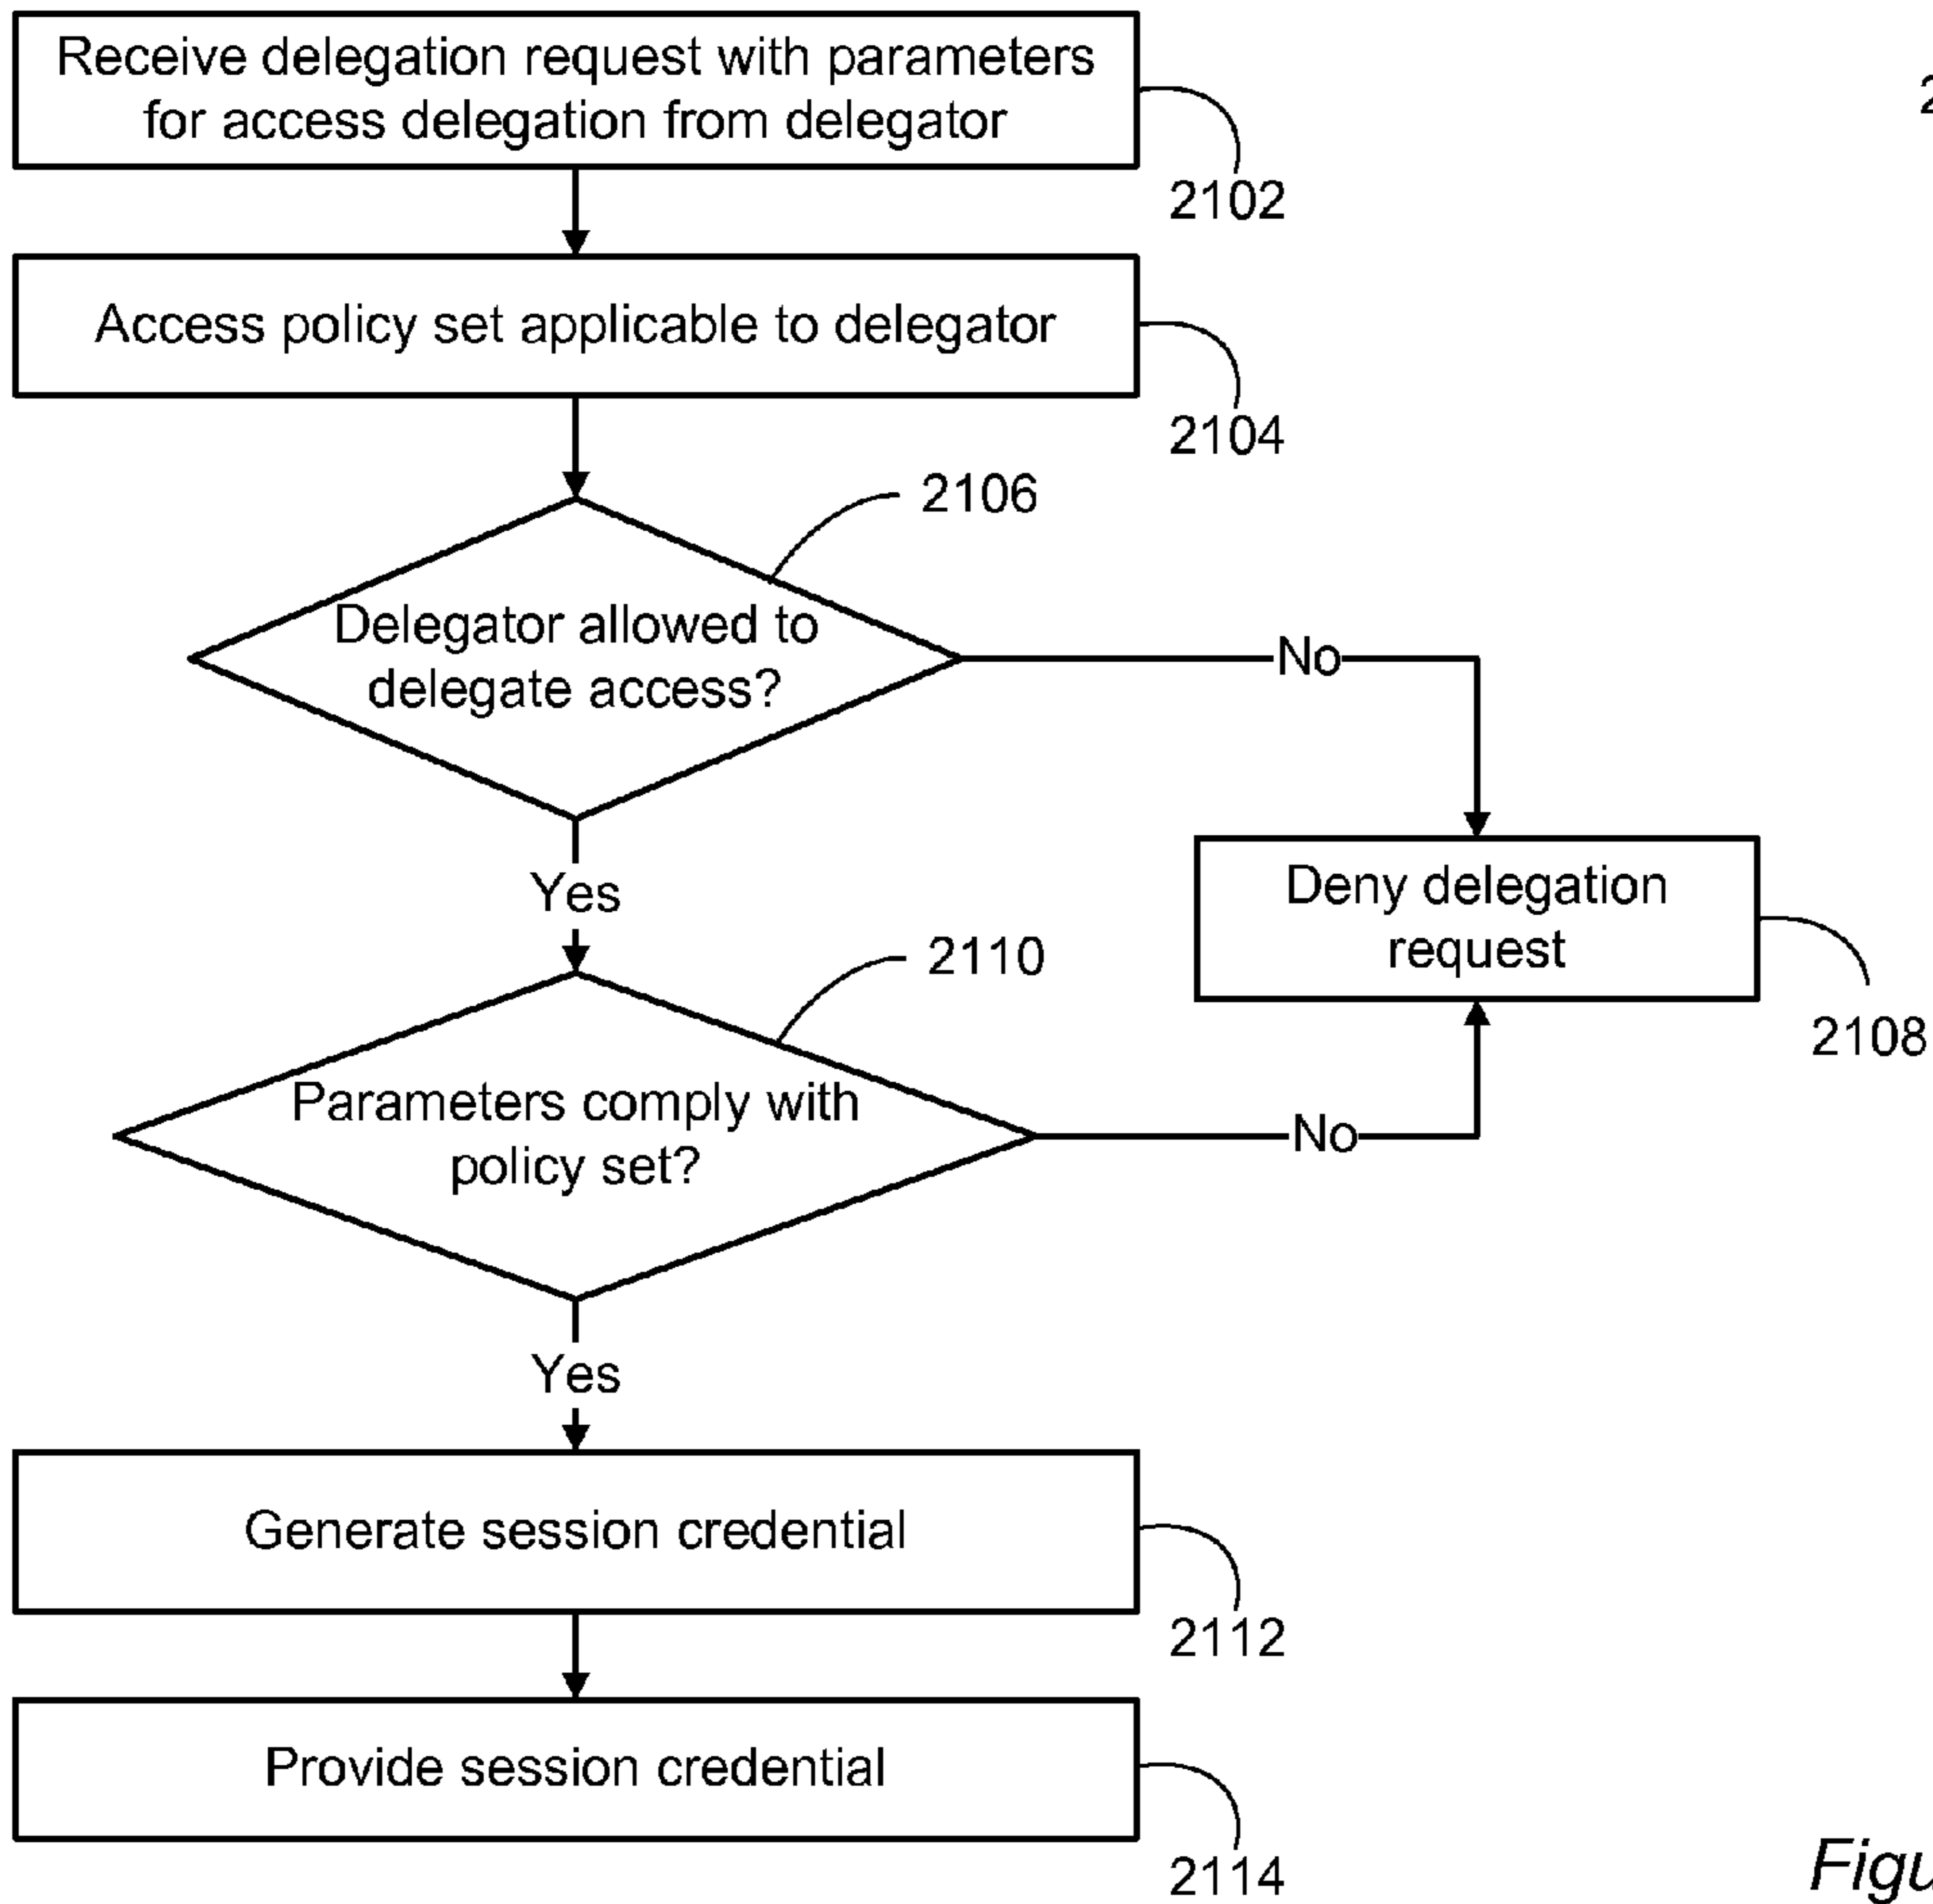 Receive delegation request with parameters
for access delegation from delegator
2102
Access policy set applicable to delegator
2104
2106
Delegator allowed to
delegate access?
No
Yes
Deny delegation
request
2108
2110
Parameters comply with
policy set?
No
Yes
Generate session credential
2112
Provide session credential
2114